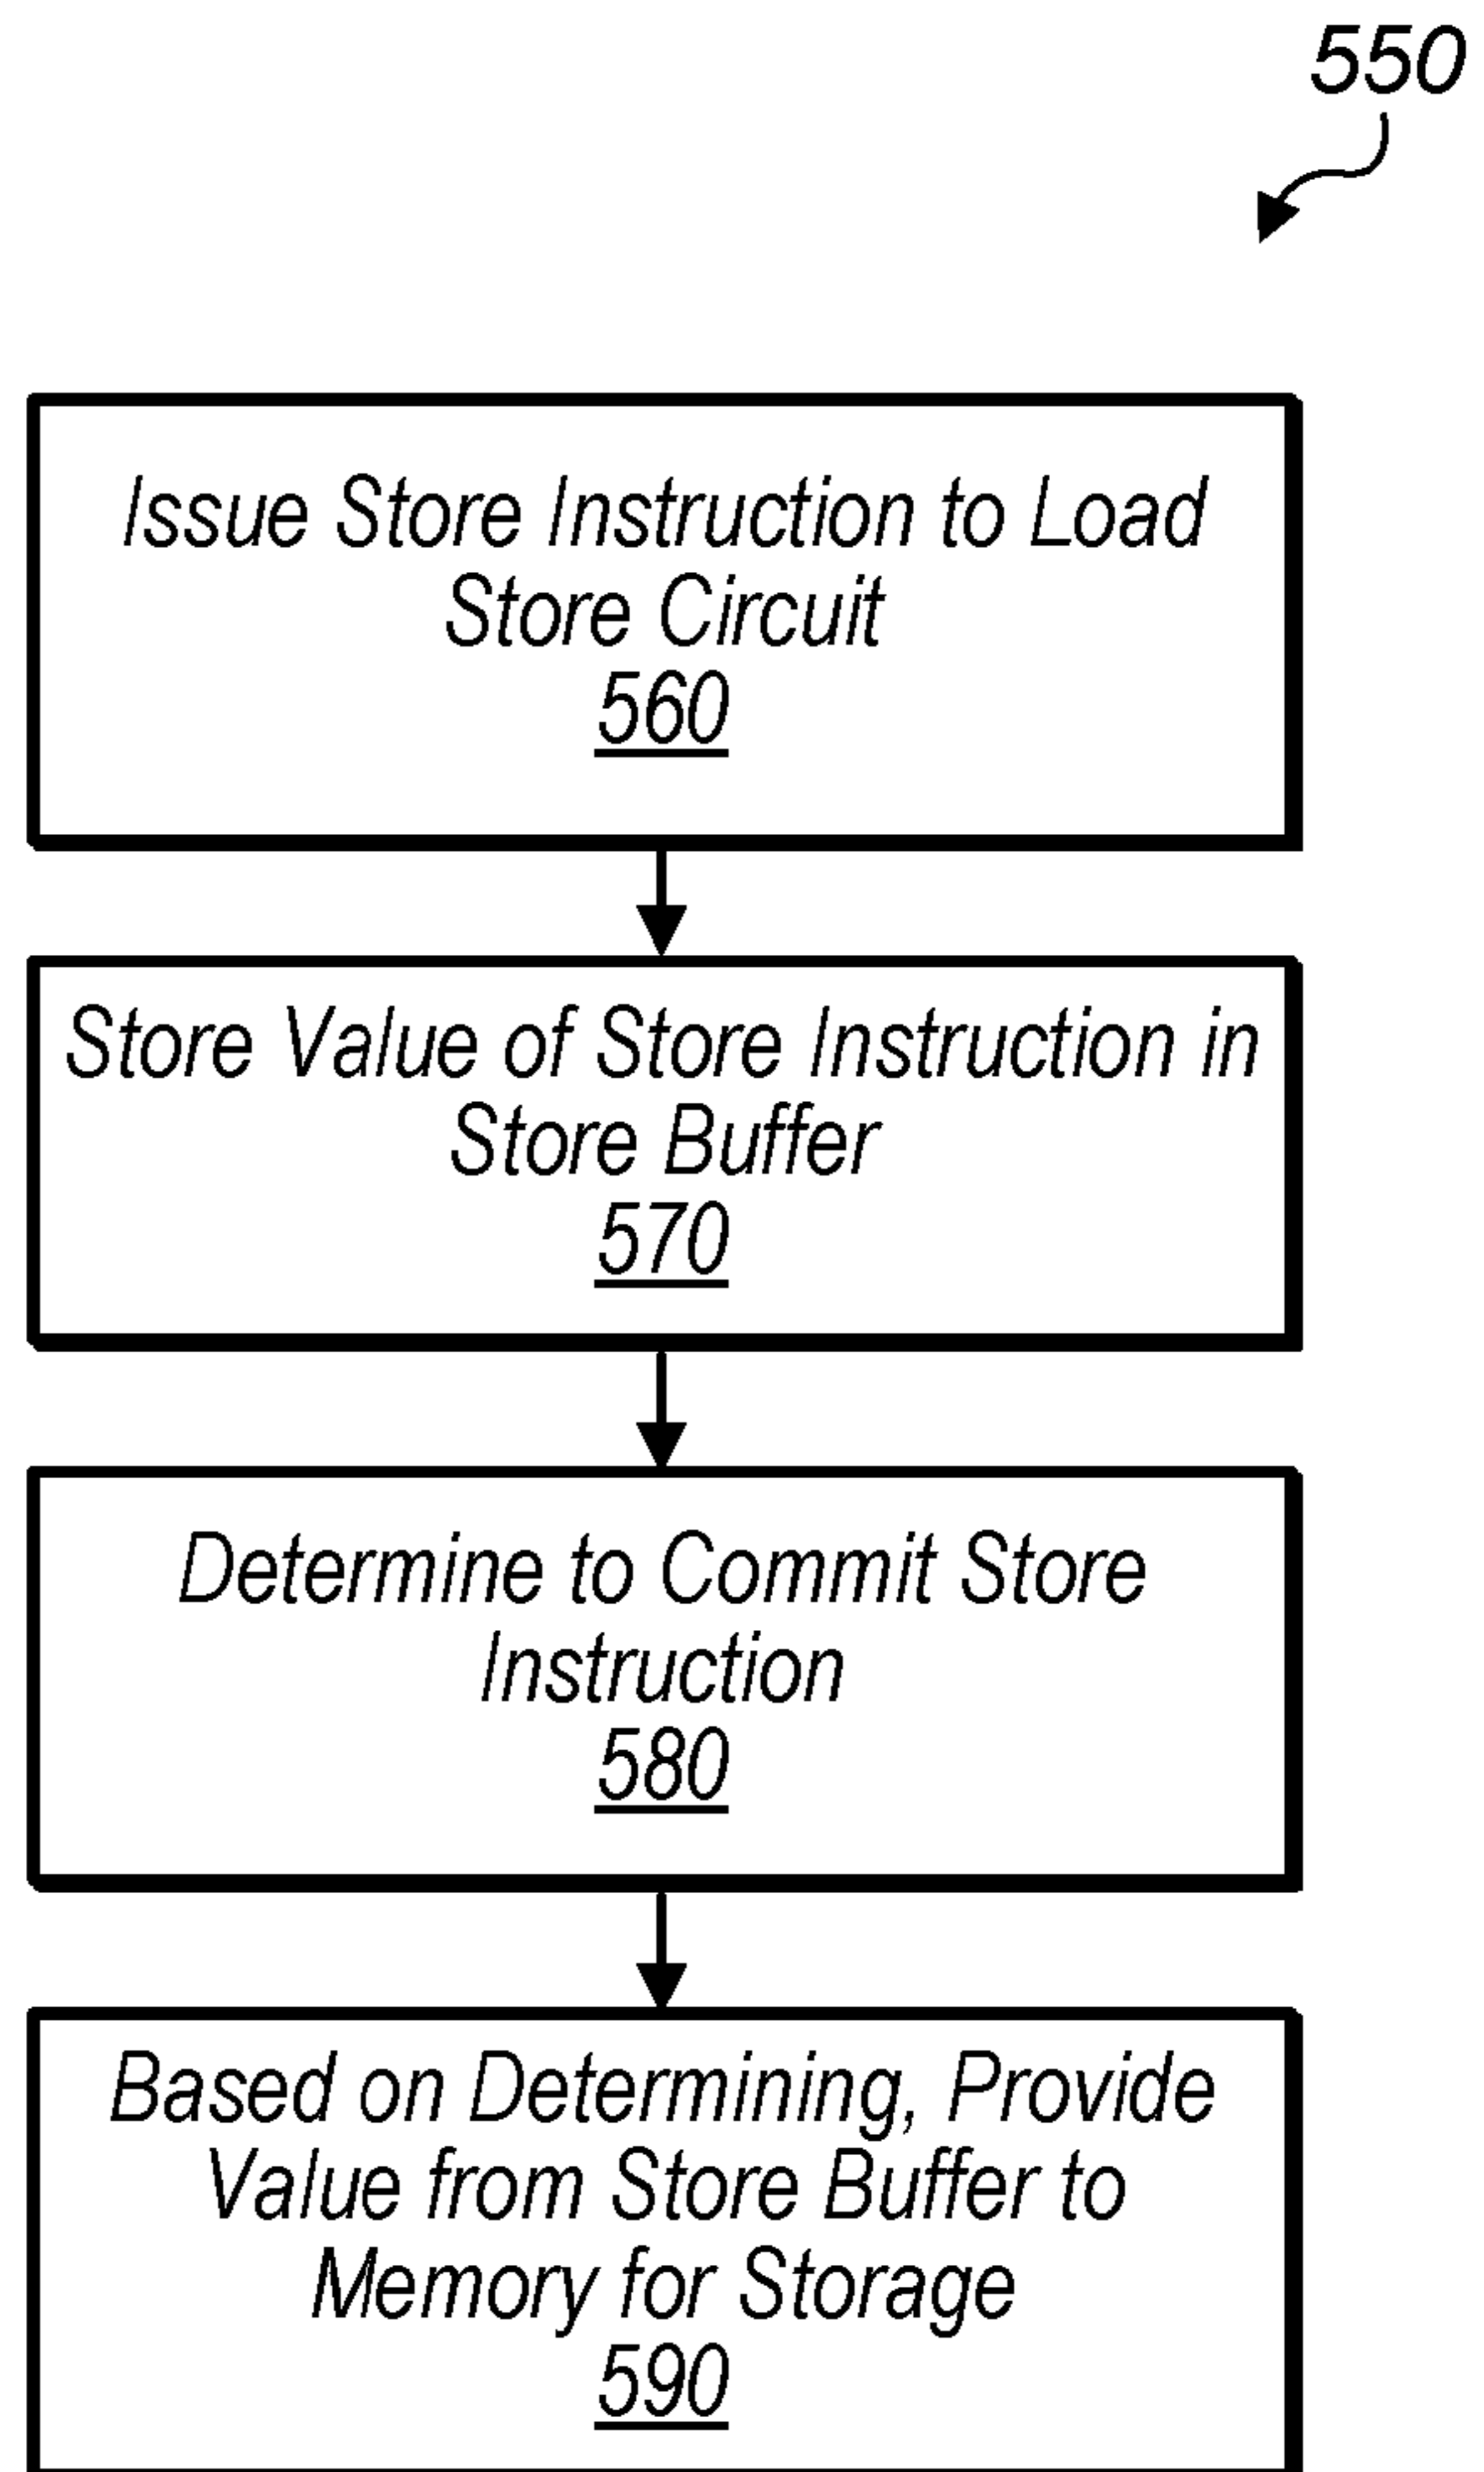 550
Issue Store Instruction to Load
Store Circuit
560
Store Value of Store Instruction in
Store Buffer
570
Determine to Commit Store
Instruction
580
Based on Determining, Provide
Value from Store Buffer to
Memory for Storage
590